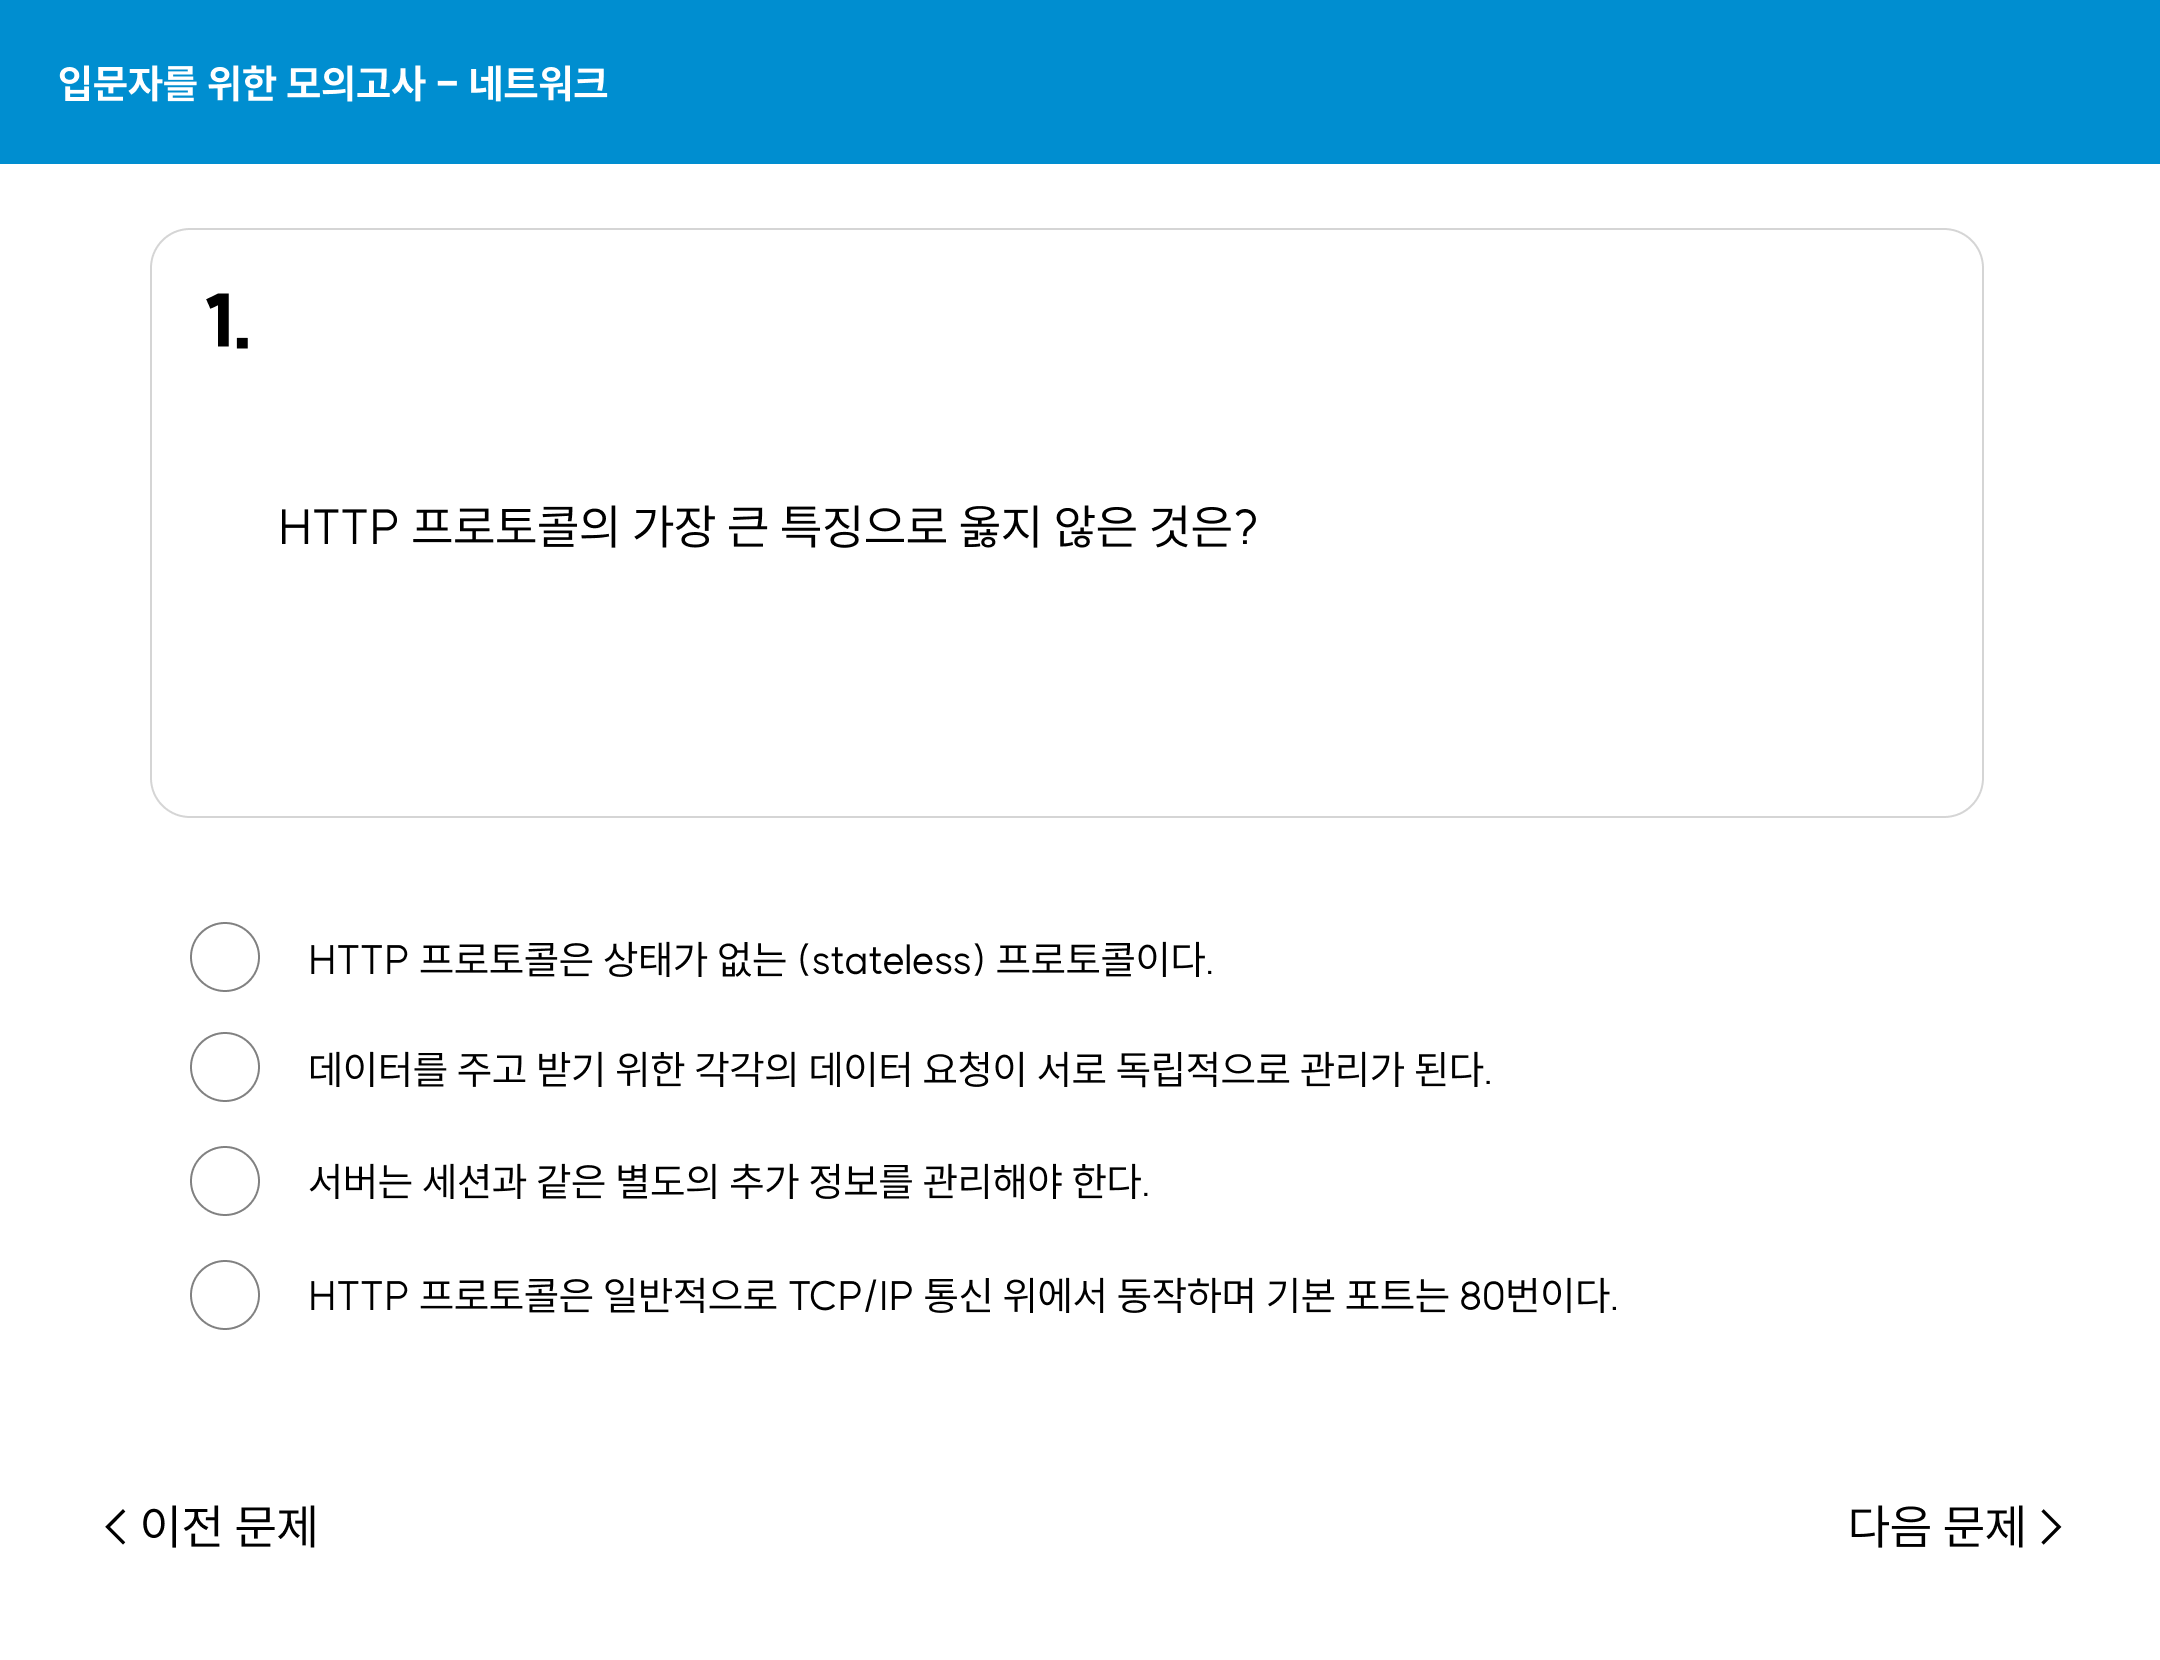 입문자를 위한 모의고사 – 네트워크
1.
HTTP 프로토콜의 가장 큰 특징으로 옳지 않은 것은?
HTTP 프로토콜은 상태가 없는 (stateless) 프로토콜이다.
데이터를 주고 받기 위한 각각의 데이터 요청이 서로 독립적으로 관리가 된다.
서버는 세션과 같은 별도의 추가 정보를 관리해야 한다.
HTTP 프로토콜은 일반적으로 TCP/IP 통신 위에서 동작하며 기본 포트는 80번이다.
< 이전 문제
다음 문제 >